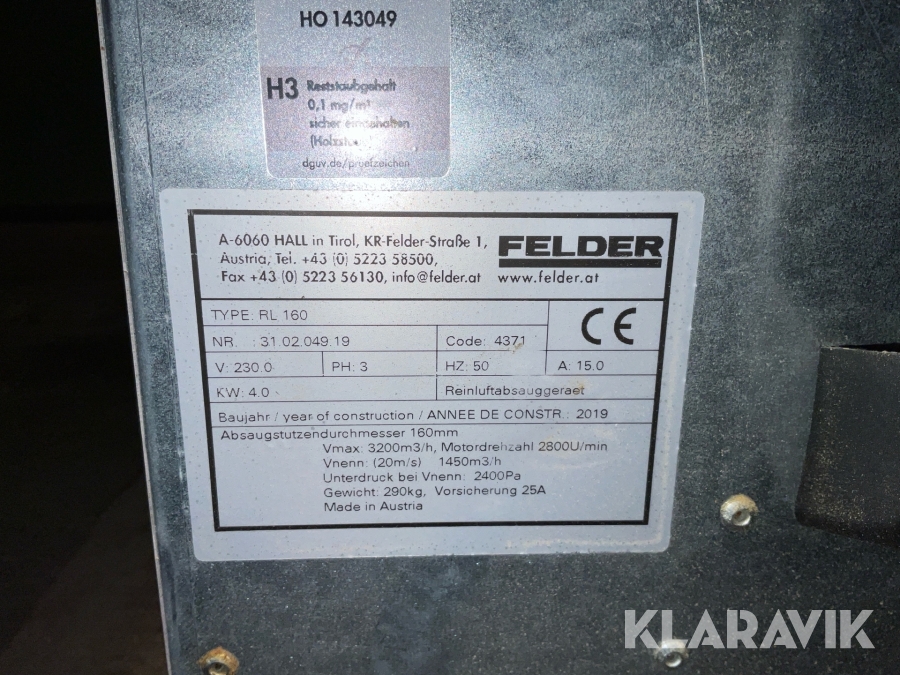 HO 143049
H3 Reststaubgehalt
0,1 mg/m³
sicher eingehalten
dguv.de/pruefzeichen
A-6060 HALL in Tirol, KR-Felder-Straße 1,
Austria, Tel. +43 (0) 5223 58500,
Fax +43 (0) 5223 56130, info@felder.at
FELDER
www.felder.at
TYPE: RL 160
CE
NR. : 31.02.049.19 Code: 4371
V: 230.0 PH: 3 HZ: 50 A: 15.0
KW: 4.0 Reinluftabsauggeraet
Baujahr / year of construction / ANNEE DE CONSTR.: 2019
Absaugstutzendurchmesser 160mm
Vmax: 3200m3/h, Motordrehzahl 2800U/min
Vnenn: (20m/s) 1450m3/h
Unterdruck bei Vnenn: 2400Pa
Gewicht: 290kg, Vorsicherung 25A
Made in Austria
KLARAVIK